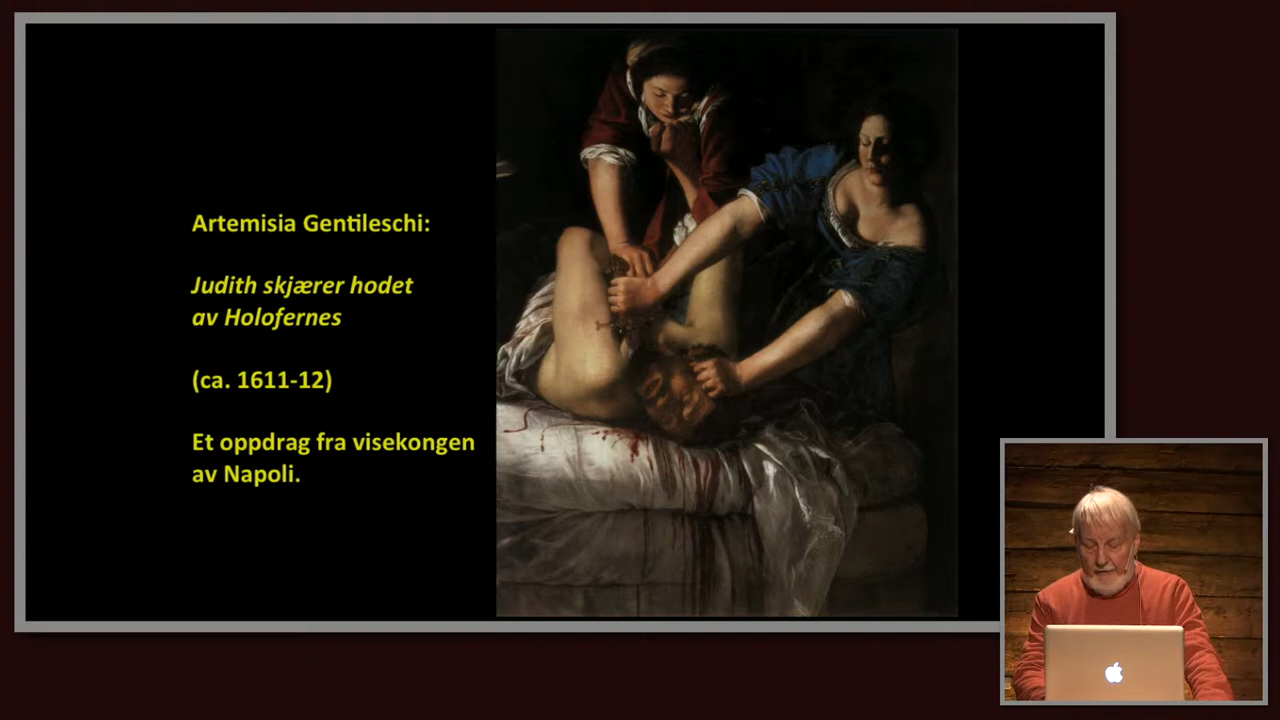 Artemisia Gentileschi:
Judith skjærer hodet
av Holofernes
(ca. 1611-12)
Et oppdrag fra visekongen
av Napoli.